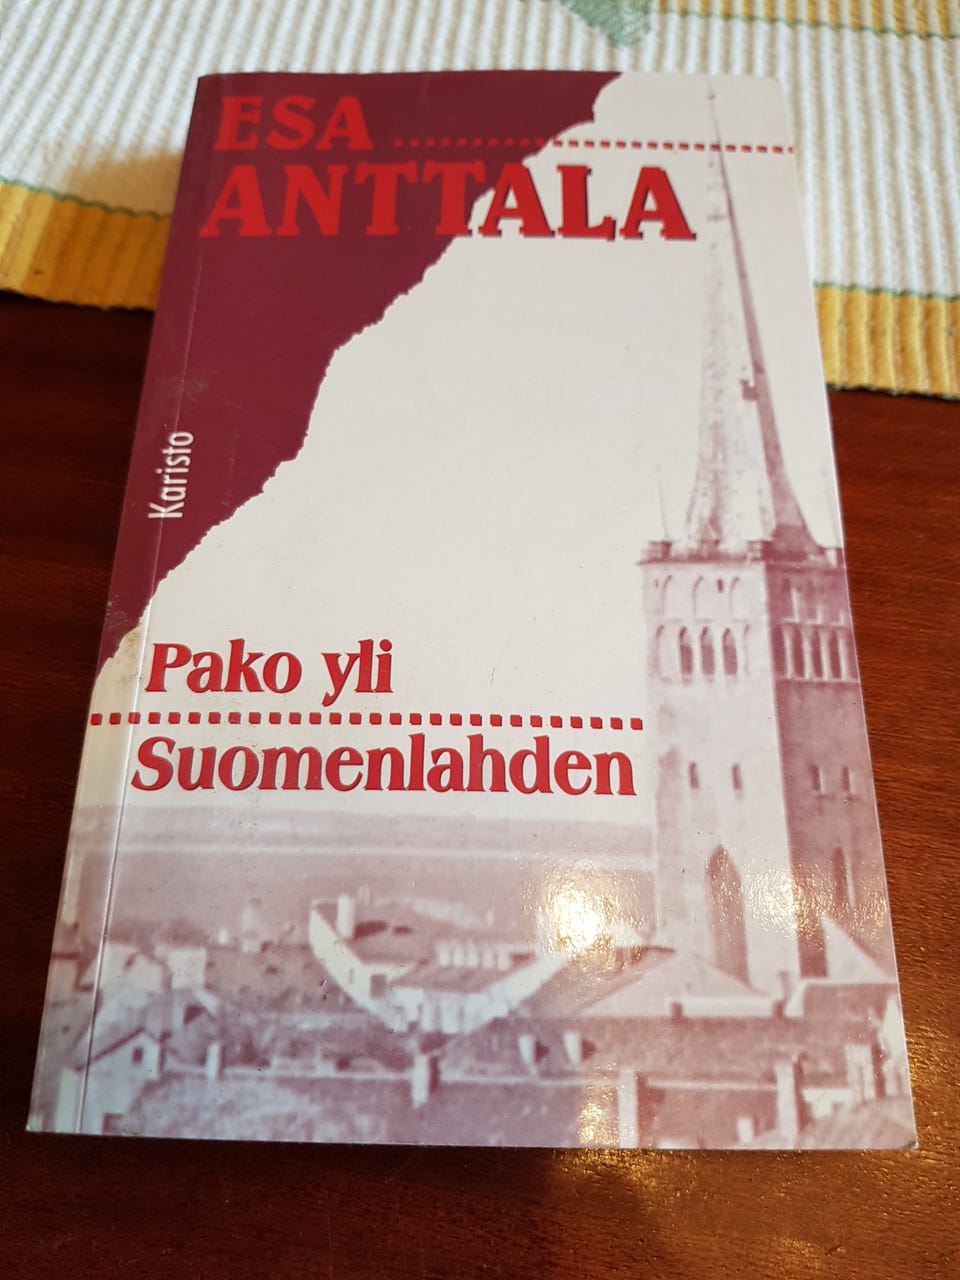 ESA
ANTTALA
Karisto
Pako yli
Suomenlahden